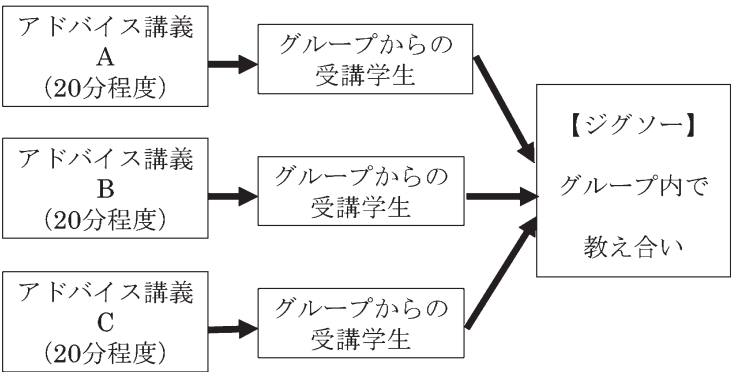 アドバイス講義
A
(20分程度)
グループからの
受講学生
アドバイス講義
B
(20分程度)
グループからの
受講学生
アドバイス講義
C
(20分程度)
グループからの
受講学生
【ジグソー】
グループ内で
教え合い